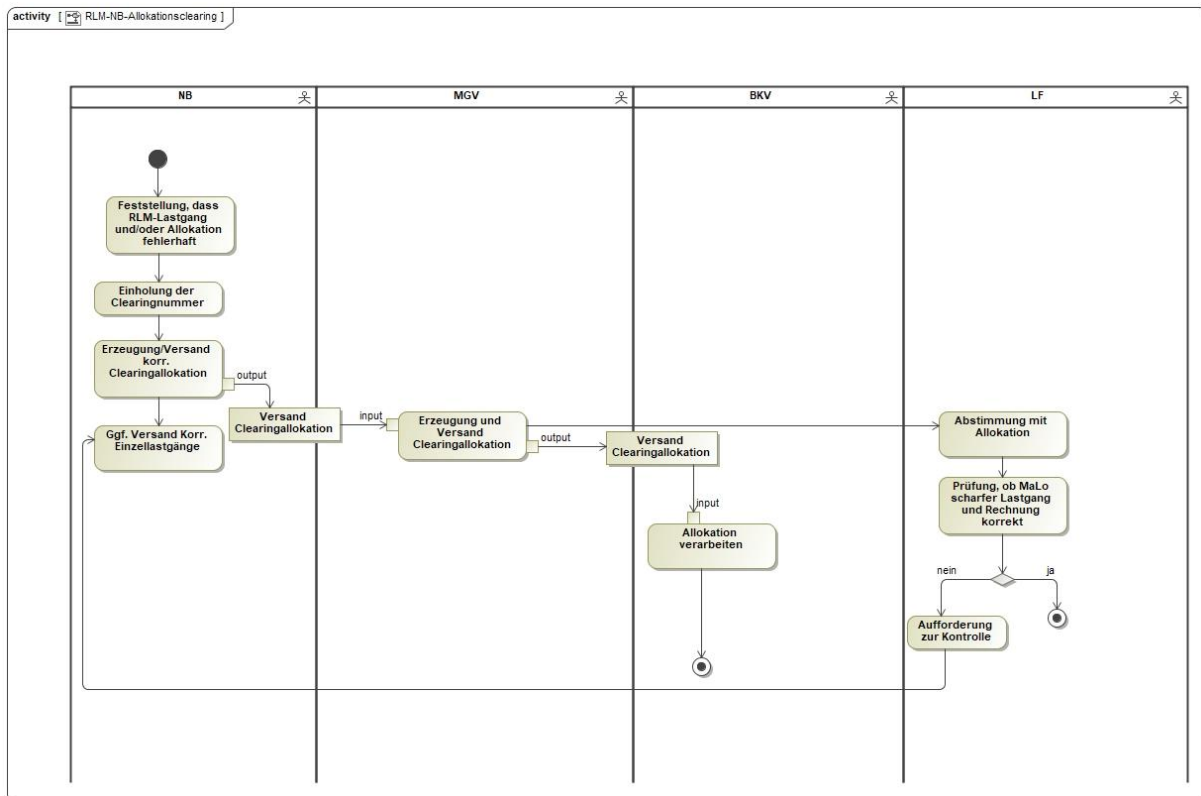 activity [ RLM-NB-Allokationsclearing ]
NB
MGV
BKV
LF
Feststellung, dass
RLM-Lastgang
und/oder Allokation
fehlerhaft
Einholung der
Clearingnummer
Erzeugung/Versand
korr.
Clearingallokation
output
Versand
Clearingallokation
Ggf. Versand Korr.
Einzellastgänge
input
Erzeugung und
Versand
Clearingallokation
output
Versand
Clearingallokation
input
Allokation
verarbeiten
Abstimmung mit
Allokation
Prüfung, ob MaLo
scharfer Lastgang
und Rechnung
korrekt
nein
ja
Aufforderung
zur Kontrolle